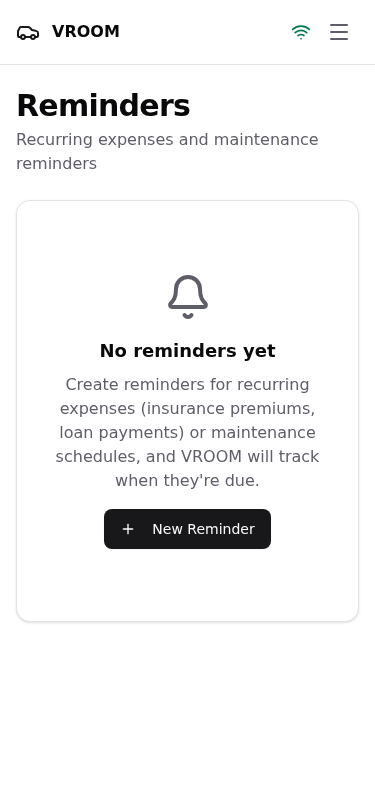 VROOM
Reminders
Recurring expenses and maintenance
reminders
No reminders yet
Create reminders for recurring
expenses (insurance premiums,
loan payments) or maintenance
schedules, and VROOM will track
when they're due.
New Reminder